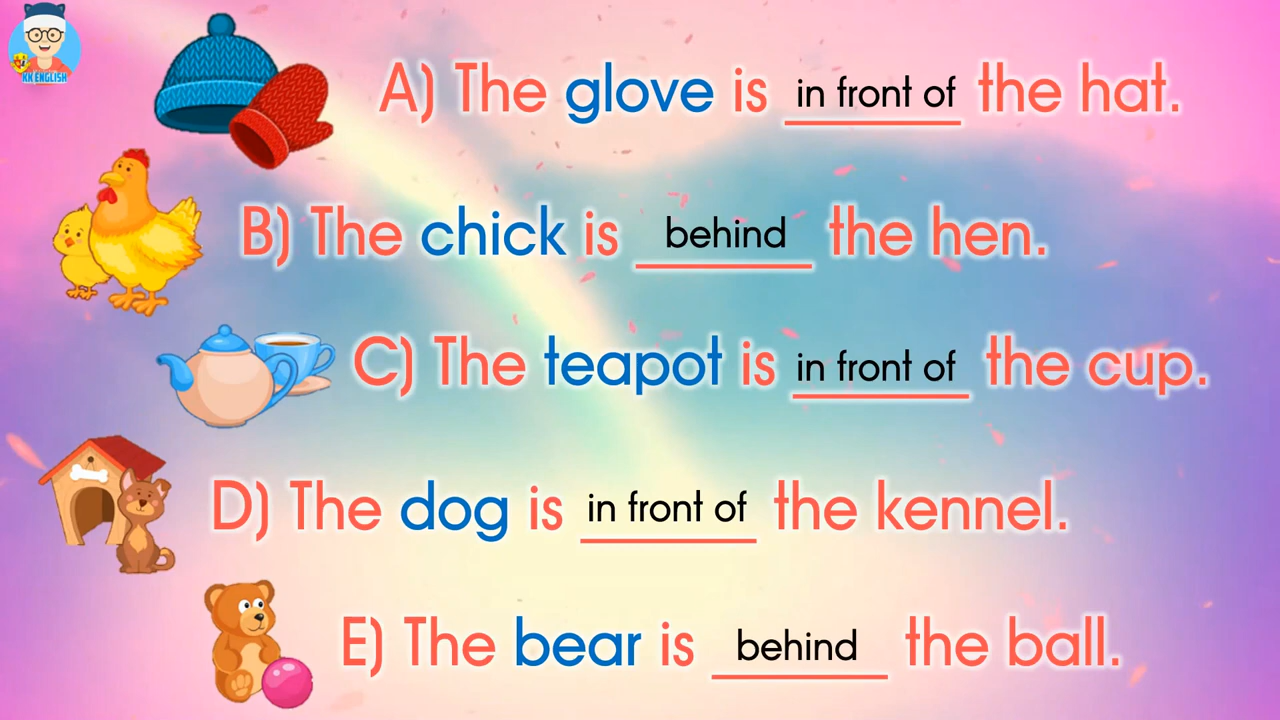 KK ENGLISH
A) The glove is in front of the hat.
B) The chick is behind the hen.
C) The teapot is in front of the cup.
D) The dog is in front of the kennel.
E) The bear is behind the ball.